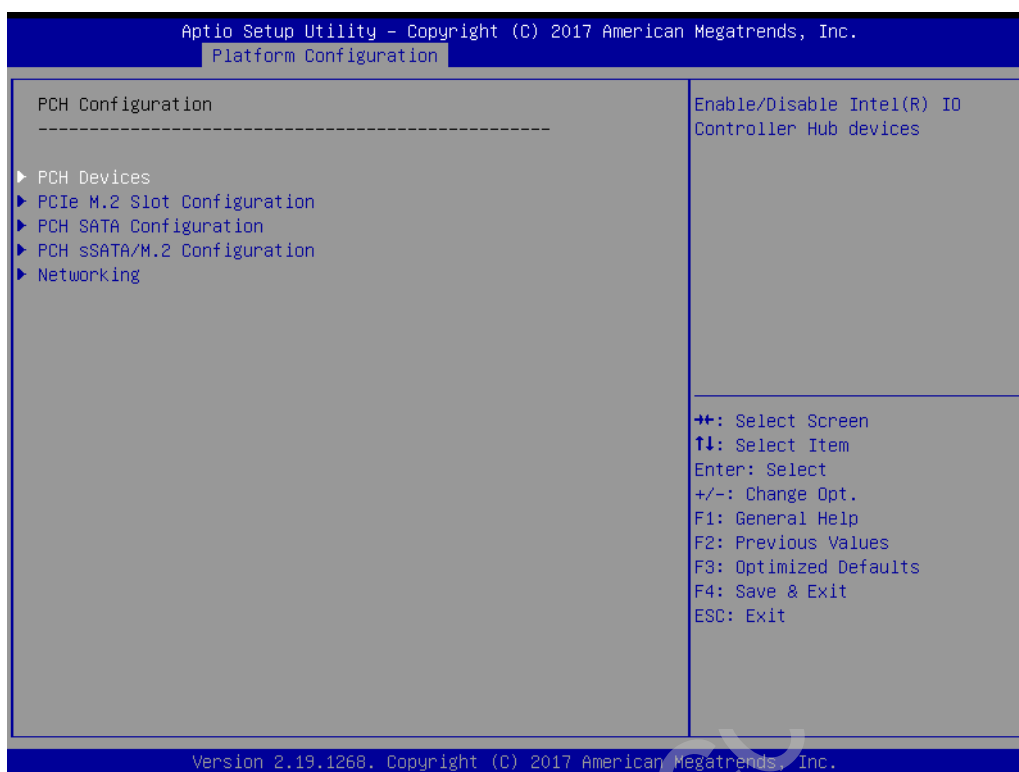 Aptio Setup Utility – Copyright (C) 2017 American Megatrends, Inc.
Platform Configuration
PCH Configuration
--------------------------------------------------
▶ PCH Devices
▶ PCIe M.2 Slot Configuration
▶ PCH SATA Configuration
▶ PCH sSATA/M.2 Configuration
▶ Networking
Enable/Disable Intel(R) IO
Controller Hub devices
→←: Select Screen
↑↓: Select Item
Enter: Select
+/-: Change Opt.
F1: General Help
F2: Previous Values
F3: Optimized Defaults
F4: Save & Exit
ESC: Exit
Version 2.19.1268. Copyright (C) 2017 American Megatrends, Inc.